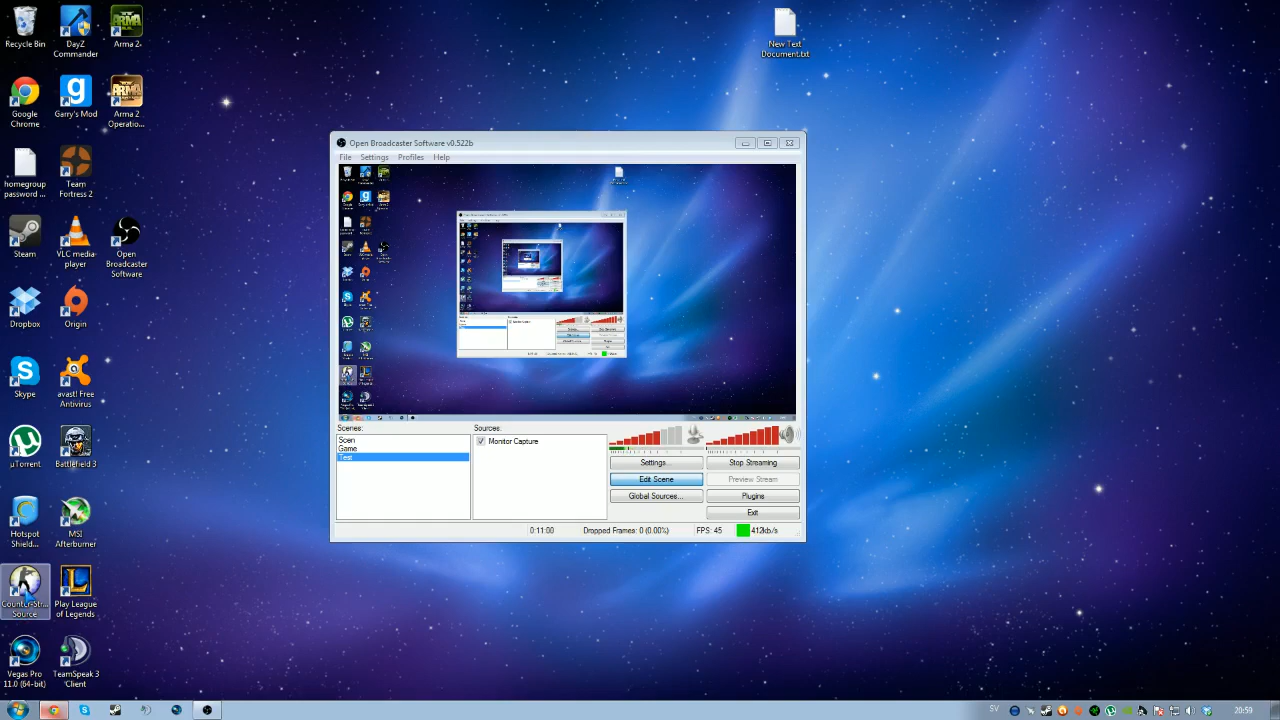 Recycle Bin
DayZ
Commander
Arma 2
New Text
Document.txt
Google
Chrome
Garry's Mod
Arma 2
Operatio...
homegroup
password ...
Team
Fortress 2
Steam
VLC media
player
Open
Broadcaster
Software
Dropbox
Origin
Skype
avast! Free
Antivirus
µTorrent
Battlefield 3
Hotspot
Shield...
MSI
Afterburner
Counter-Str...
Source
Play League
of Legends
Vegas Pro
11.0 (64-bit)
TeamSpeak 3
Client
Open Broadcaster Software v0.522b
File Settings Profiles Help
Scenes:
Sources:
Scen
Game
Test
Monitor Capture
Settings...
Stop Streaming
Edit Scene
Preview Stream
Global Sources...
Plugins
Exit
0:11:00
Dropped Frames: 0 (0.00%)
FPS: 45
412kb/s
SV
20:59